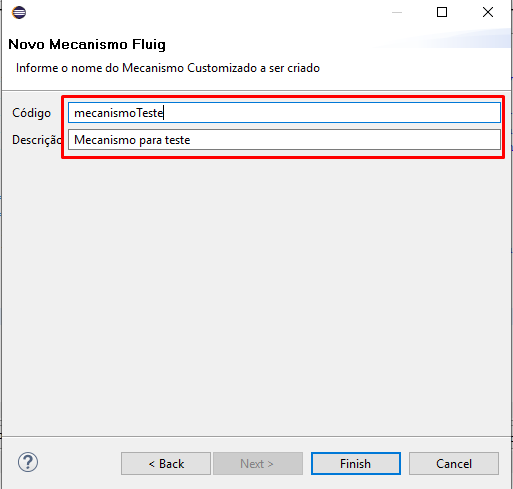 Novo Mecanismo Fluig
Informe o nome do Mecanismo Customizado a ser criado
Código mecanismoTeste
Descrição Mecanismo para teste
? < Back Next > Finish Cancel